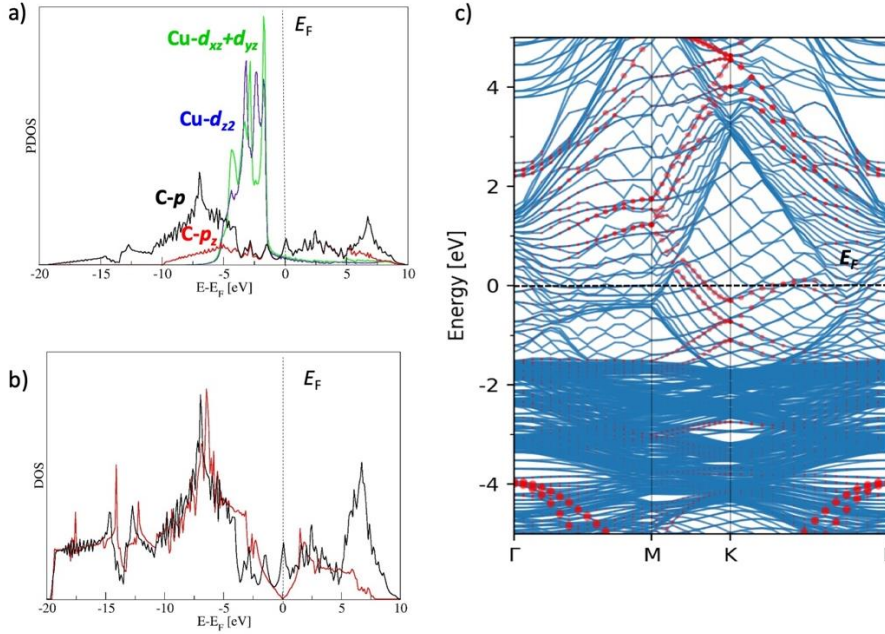 a)
Cu-dxz+dyz
EF
Cu-dz2
PDOS
C-p
C-pz
-20 -15 -10 -5 0 5 10
E-EF [eV]
b)
EF
DOS
-20 -15 -10 -5 0 5 10
E-EF [eV]
c)
4
2
0
-2
-4
Energy [eV]
EF
Γ M K